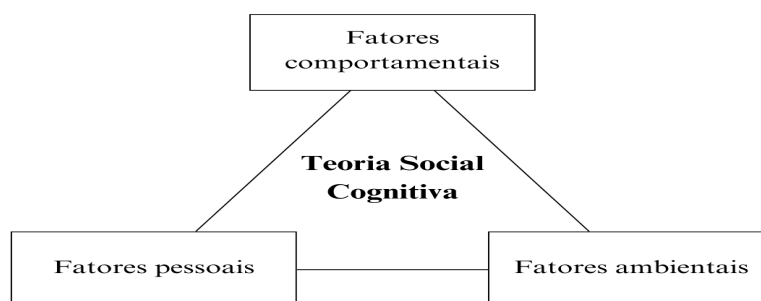 Fatores
comportamentais
Teoria Social
Cognitiva
Fatores pessoais
Fatores ambientais